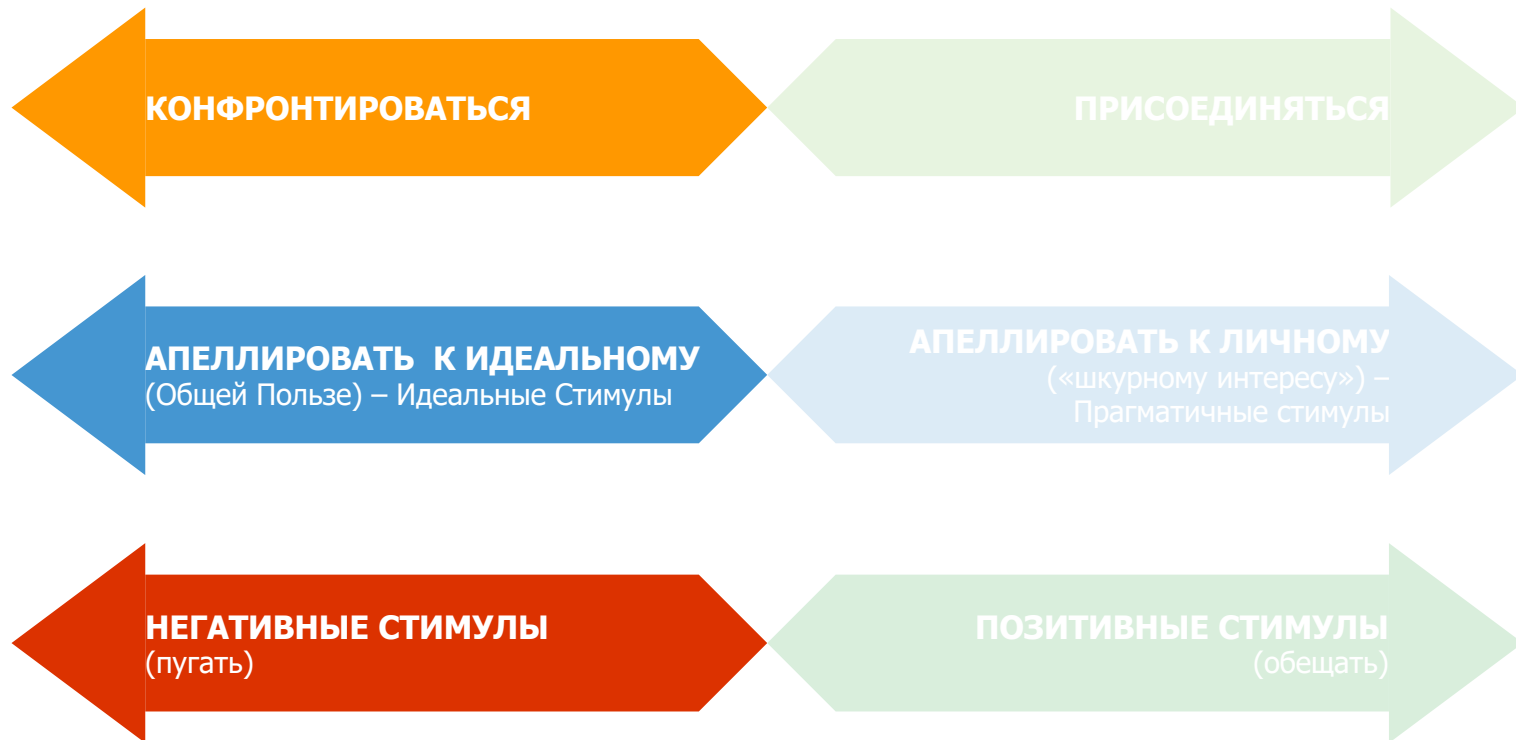 КОНФРОНТИРОВАТЬСЯ
ПРИСОЕДИНЯТЬСЯ
АПЕЛЛИРОВАТЬ К ИДЕАЛЬНОМУ
(Общей Пользе) – Идеальные Стимулы
АПЕЛЛИРОВАТЬ К ЛИЧНОМУ
(«шкурному интересу») –
Прагматичные стимулы
НЕГАТИВНЫЕ СТИМУЛЫ
(пугать)
ПОЗИТИВНЫЕ СТИМУЛЫ
(обещать)